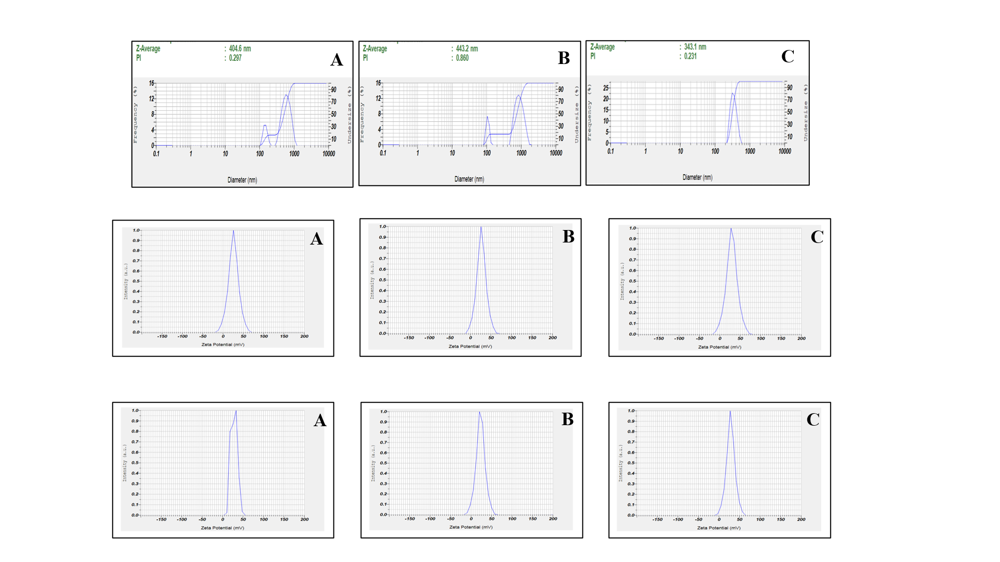 Z-Average : 404.6 nm
PI : 0.297
A
Frequency (%)
16
12
8
4
0
90
70
50
30
10
Undersize (%)
0.1 1 10 100 1000 10000
Diameter (nm)
Z-Average : 443.2 nm
PI : 0.860
B
Frequency (%)
16
12
8
4
0
90
70
50
30
10
Undersize (%)
0.1 1 10 100 1000 10000
Diameter (nm)
Z-Average : 343.1 nm
PI : 0.231
C
Frequency (%)
25
20
15
10
5
0
90
70
50
30
10
Undersize (%)
0.1 1 10 100 1000 10000
Diameter (nm)
A
Intensity (a.u.)
1.0
0.9
0.8
0.7
0.6
0.5
0.4
0.3
0.2
0.1
0.0
-150 -100 -50 0 50 100 150 200
Zeta Potential (mV)
B
Intensity (a.u.)
1.0
0.9
0.8
0.7
0.6
0.5
0.4
0.3
0.2
0.1
0.0
-150 -100 -50 0 50 100 150 200
Zeta Potential (mV)
C
Intensity (a.u.)
1.0
0.9
0.8
0.7
0.6
0.5
0.4
0.3
0.2
0.1
0.0
-150 -100 -50 0 50 100 150 200
Zeta Potential (mV)
A
Intensity (a.u.)
1.0
0.9
0.8
0.7
0.6
0.5
0.4
0.3
0.2
0.1
0.0
-150 -100 -50 0 50 100 150 200
Zeta Potential (mV)
B
Intensity (a.u.)
1.0
0.9
0.8
0.7
0.6
0.5
0.4
0.3
0.2
0.1
0.0
-150 -100 -50 0 50 100 150 200
Zeta Potential (mV)
C
Intensity (a.u.)
1.0
0.9
0.8
0.7
0.6
0.5
0.4
0.3
0.2
0.1
0.0
-150 -100 -50 0 50 100 150 200
Zeta Potential (mV)